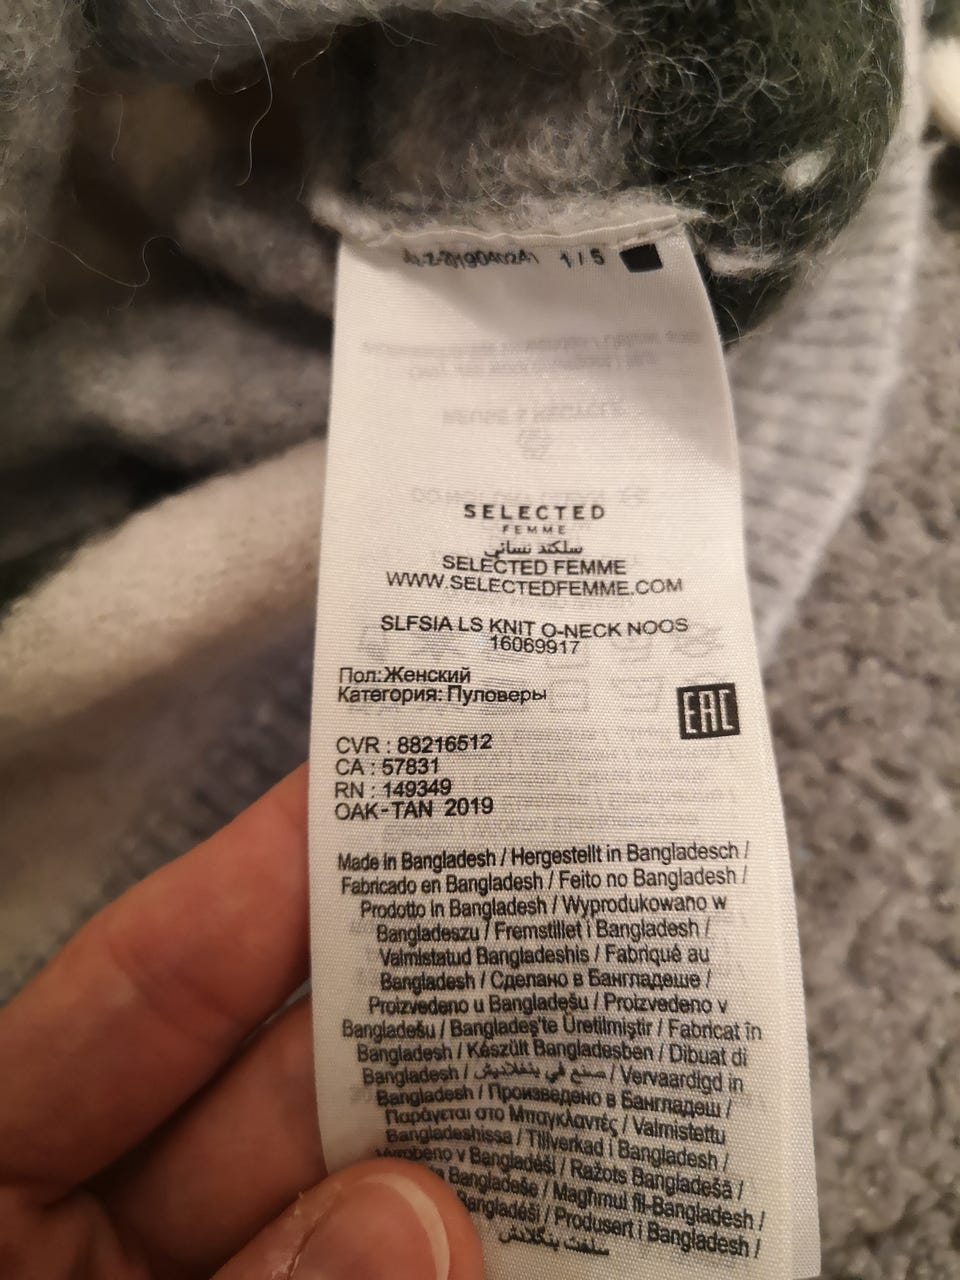 1 / 5
SELECTED
FEMME
سلكتد نسائي
SELECTED FEMME
WWW.SELECTEDFEMME.COM
SLFSIA LS KNIT O-NECK NOOS
16069917
Пол:Женский
Категория: Пуловеры
EAC
CVR : 88216512
CA : 57831
RN : 149349
OAK-TAN 2019
Made in Bangladesh / Hergestellt in Bangladesch /
Fabricado en Bangladesh / Feito no Bangladesh /
Prodotto in Bangladesh / Wyprodukowano w
Bangladeszu / Fremstillet i Bangladesh /
Valmistatud Bangladeshis / Fabriqué au
Bangladesh / Сделано в Бангладеше /
Proizvedeno u Bangladešu / Proizvedeno v
Bangladešu / Bangladeş'te Üretilmiştir / Fabricat în
Bangladesh / Készült Bangladesben / Dibuat di
Bangladesh / صنع في بنغلاديش / Vervaardigd in
Bangladesh / Произведено в Бангладеш /
Παράγεται στο Μπαγκλαντές / Valmistettu
Bangladeshissa / Tillverkad i Bangladesh /
Vyrobeno v Bangladéši / Ražots Bangladešā /
Bangladeše / Maghmul fil-Bangladesh /
Bangladéši / Produsert i Bangladesh /
ساخت بنگلادش